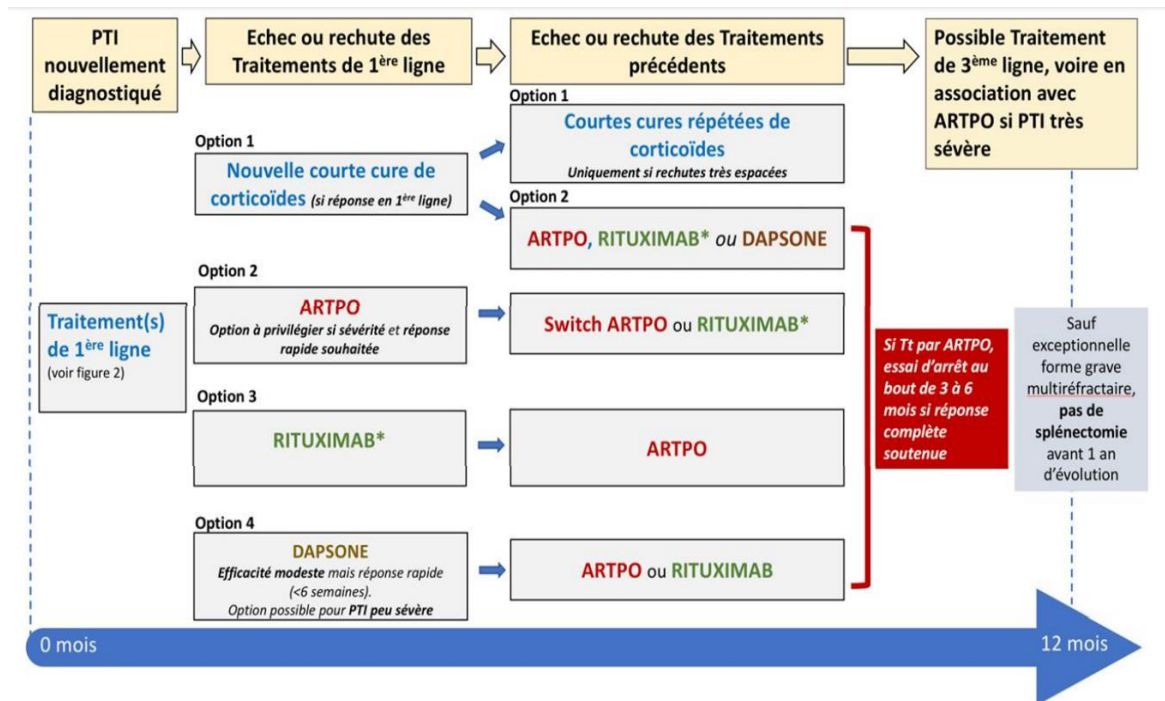 PTI
nouvellement
diagnostiqué
Echec ou rechute des
Traitements de 1ère ligne
Echec ou rechute des Traitements
précédents
Possible Traitement
de 3ème ligne, voire en
association avec
ARTPO si PTI très
sévère
Option 1
Nouvelle courte cure de
corticoïdes (si réponse en 1ère ligne)
Option 1
Courtes cures répétées de
corticoïdes
Uniquement si rechutes très espacées
Option 2
ARTPO, RITUXIMAB* ou DAPSONE
Traitement(s)
de 1ère ligne
(voir figure 2)
Option 2
ARTPO
Option à privilégier si sévérité et réponse
rapide souhaitée
Switch ARTPO ou RITUXIMAB*
Option 3
RITUXIMAB*
ARTPO
Option 4
DAPSONE
Efficacité modeste mais réponse rapide
(<6 semaines).
Option possible pour PTI peu sévère
ARTPO ou RITUXIMAB
Si Tt par ARTPO,
essai d'arrêt au
bout de 3 à 6
mois si réponse
complète
soutenue
Sauf
exceptionnelle
forme grave
multiréfractaire,
pas de
splénectomie
avant 1 an
d'évolution
0 mois
12 mois